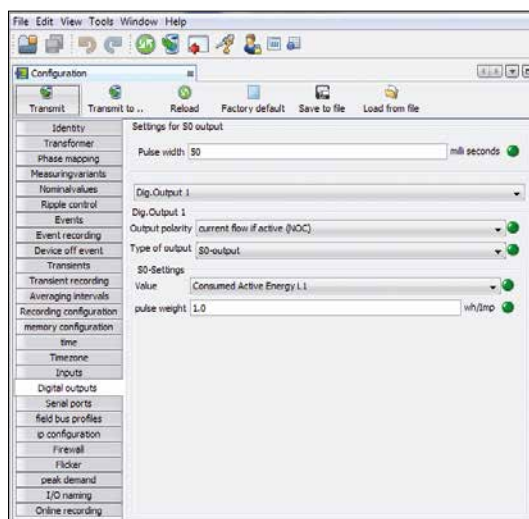 File Edit View Tools Window Help
Configuration
Transmit Transmit to .. Reload Factory default Save to file Load from file
Identity
Transformer
Phase mapping
Measuringvariants
Nominalvalues
Ripple control
Events
Event recording
Device off event
Transients
Transient recording
Averaging intervals
Recording configuration
memory configuration
time
Timezone
Inputs
Digital outputs
Serial ports
field bus profiles
ip configuration
Firewall
Flicker
peak demand
I/O naming
Online recording
Settings for S0 output
Pulse width 50 milli seconds
Dig.Output 1
Dig.Output 1
Output polarity current flow if active (NOC)
Type of output S0-output
S0-Settings
Value Consumed Active Energy L1
pulse weight 1.0 wh/Imp